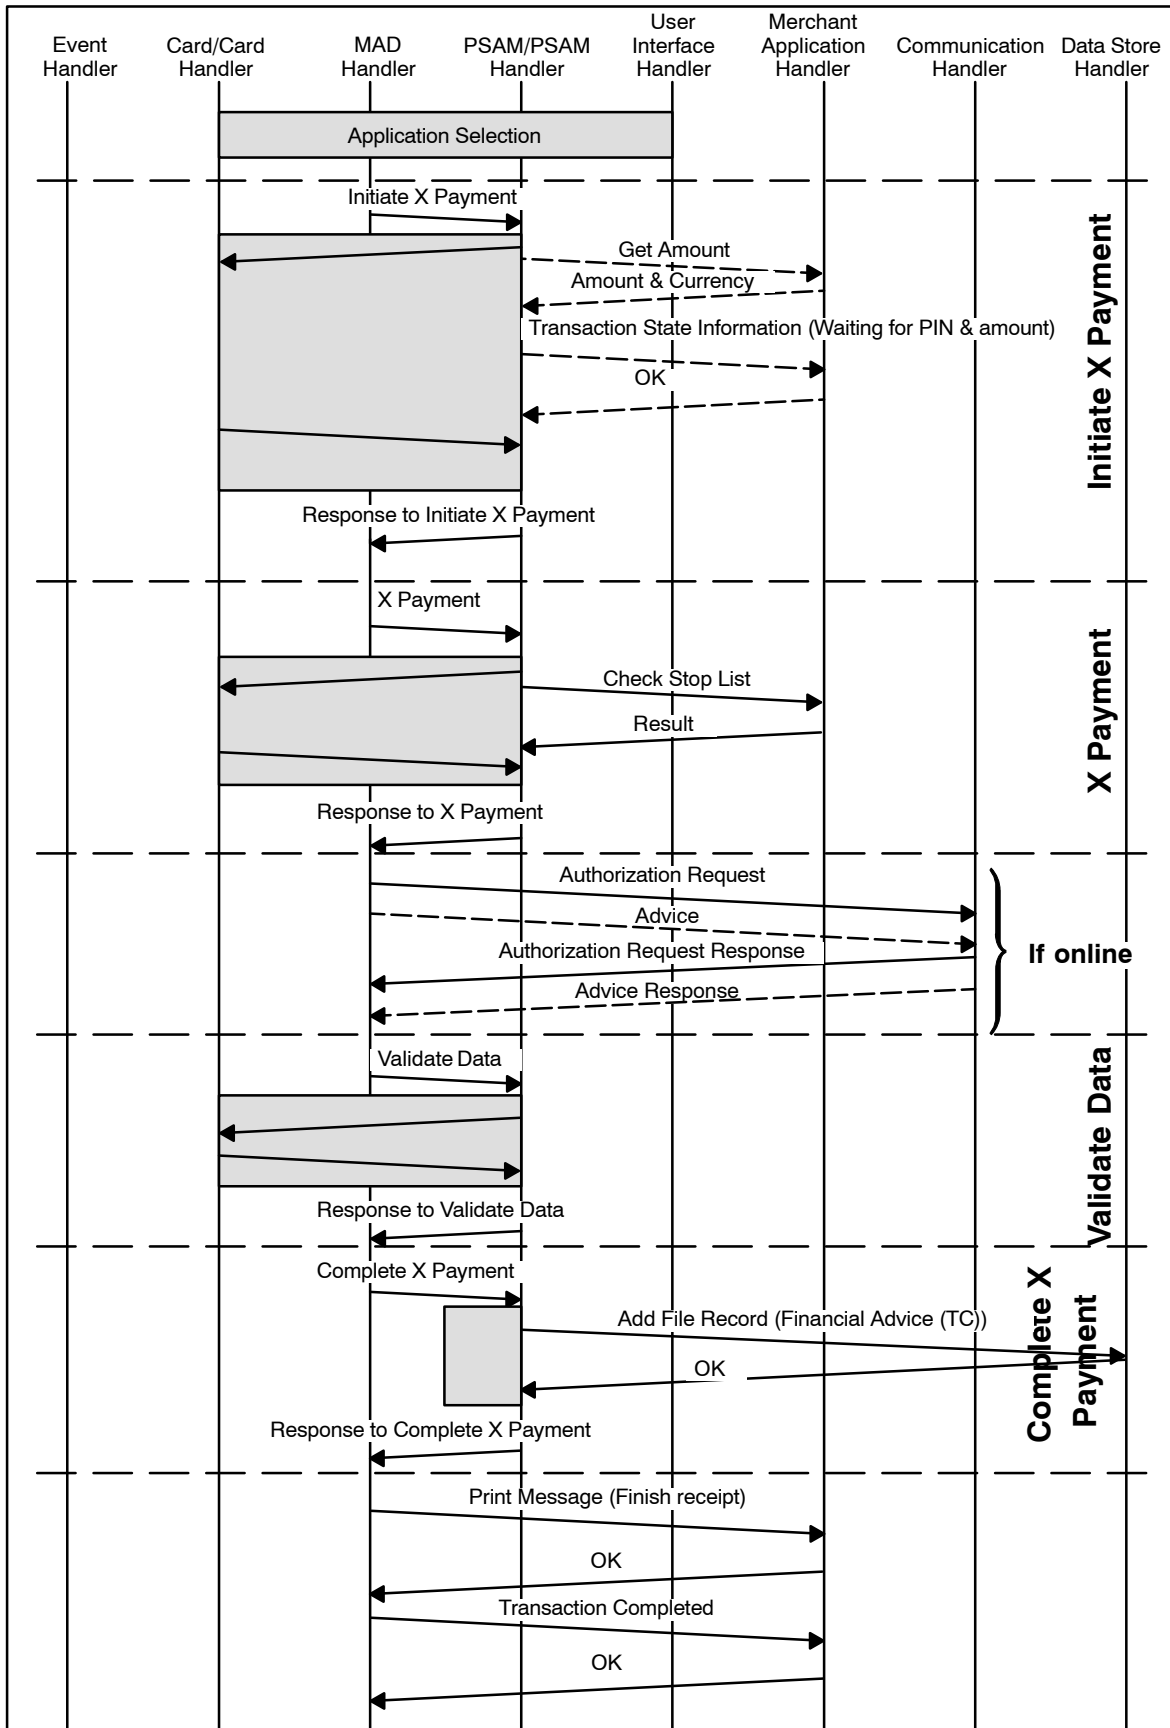 Event
Handler
Card/Card
Handler
MAD
Handler
PSAM/PSAM
Handler
User
Interface
Handler
Merchant
Application
Handler
Communication
Handler
Data Store
Handler
Application Selection
Initiate X Payment
Get Amount
Amount & Currency
Transaction State Information (Waiting for PIN & amount)
OK
Response to Initiate X Payment
Initiate X Payment
X Payment
Check Stop List
Result
Response to X Payment
X Payment
Authorization Request
Advice
Authorization Request Response
Advice Response
If online
Validate Data
Response to Validate Data
Validate Data
Complete X Payment
Add File Record (Financial Advice (TC))
OK
Response to Complete X Payment
Complete X
Payment
Print Message (Finish receipt)
OK
Transaction Completed
OK